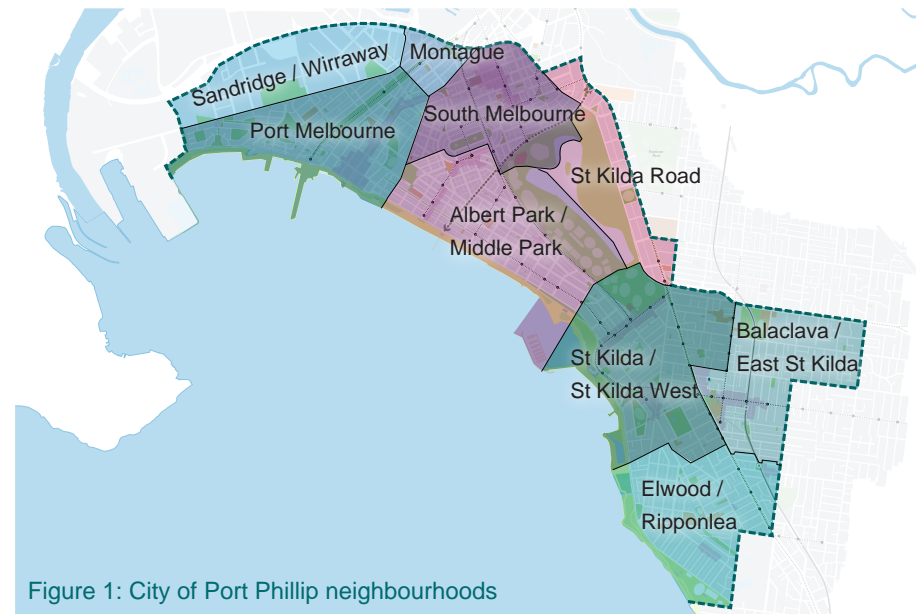 Sandridge / Wirraway
Montague
South Melbourne
Port Melbourne
St Kilda Road
Albert Park /
Middle Park
Balaclava /
East St Kilda
St Kilda /
St Kilda West
Elwood /
Ripponlea
Figure 1: City of Port Phillip neighbourhoods